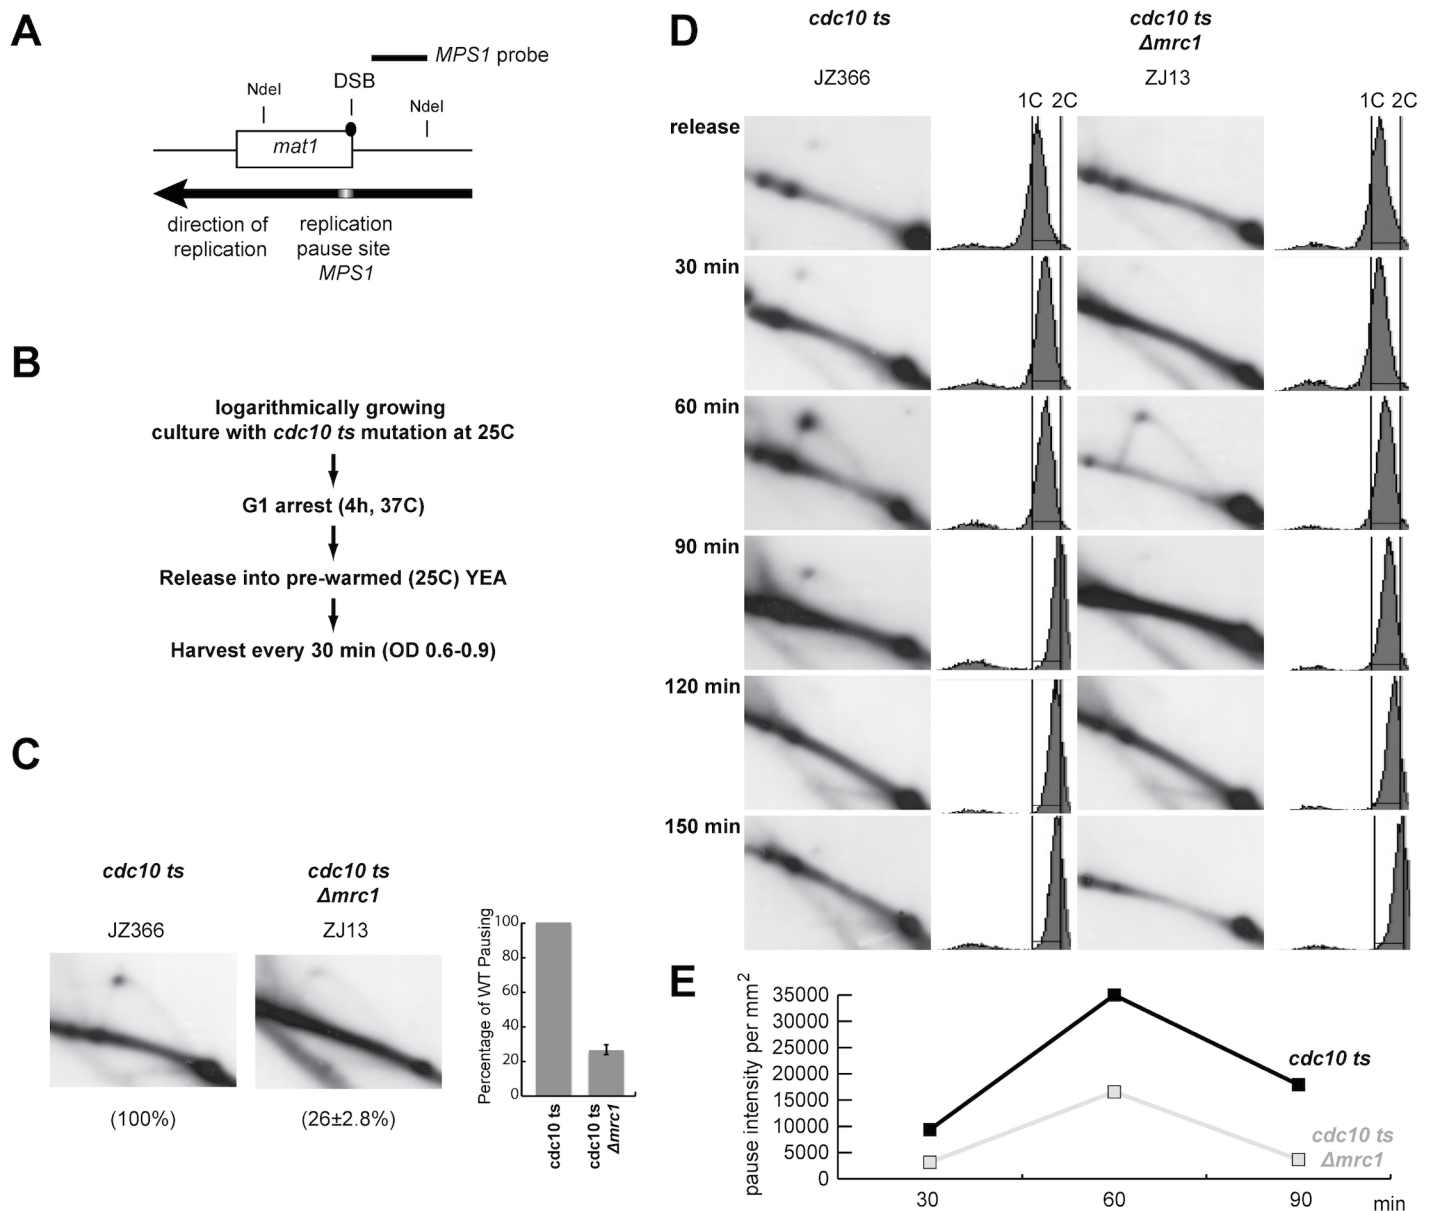 A
MPS1 probe
NdeI
DSB
NdeI
mat1
direction of
replication
replication
pause site
MPS1
B
logarithmically growing
culture with cdc10 ts mutation at 25C
G1 arrest (4h, 37C)
Release into pre-warmed (25C) YEA
Harvest every 30 min (OD 0.6-0.9)
C
cdc10 ts
cdc10 ts
Δmrc1
JZ366
ZJ13
(100%)
(26±2.8%)
Percentage of WT Pausing
100
80
60
40
20
0
cdc10 ts
cdc10 ts
Δmrc1
D
cdc10 ts
cdc10 ts
Δmrc1
JZ366
ZJ13
1C 2C
1C 2C
release
30 min
60 min
90 min
120 min
150 min
E
pause intensity per mm2
35000
30000
25000
20000
15000
10000
5000
0
cdc10 ts
cdc10 ts
Δmrc1
30
60
90
min